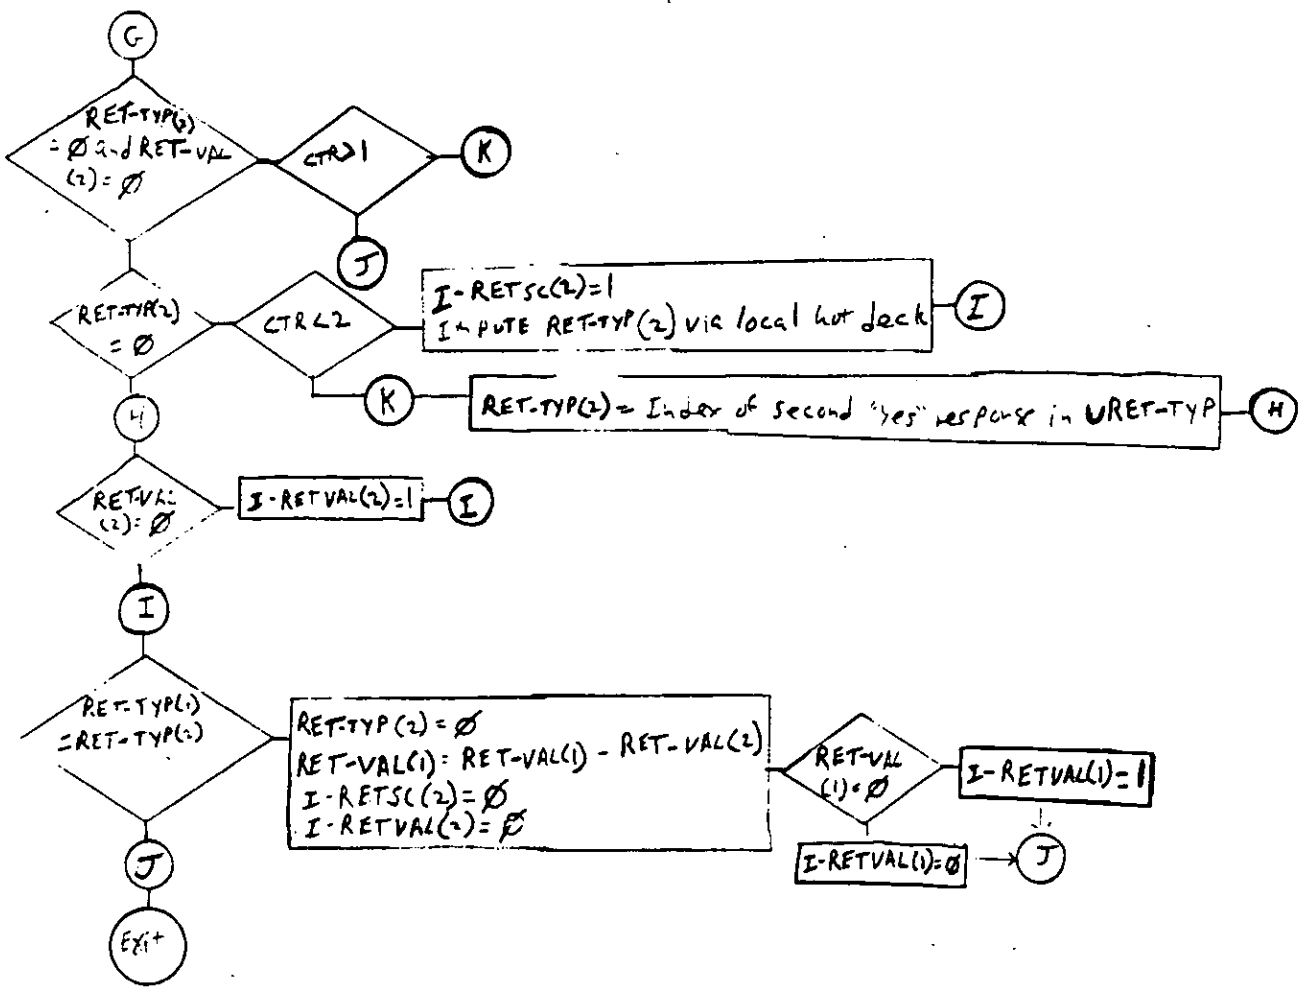 G
RET-TYP(2)
= Ø and RET-VAL
(2) = Ø
CTR>1
K
J
RET-TYP(2)
= Ø
CTR<2
I-RETSC(2)=1
IMPUTE RET-TYP(2) via local hot deck
I
K
RET-TYP(2) = Index of second "yes" response in URET-TYP
H
H
RET-VAL
(2) = Ø
I-RETVAL(2)=1
I
I
RET-TYP(1)
=RET-TYP(2)
RET-TYP(2) = Ø
RET-VAL(1) = RET-VAL(1) - RET-VAL(2)
I-RETSC(2) = Ø
I-RETVAL(2) = Ø
RET-VAL
(1) = Ø
I-RETVAL(1)=1
I-RETVAL(1)=Ø
J
J
Exit